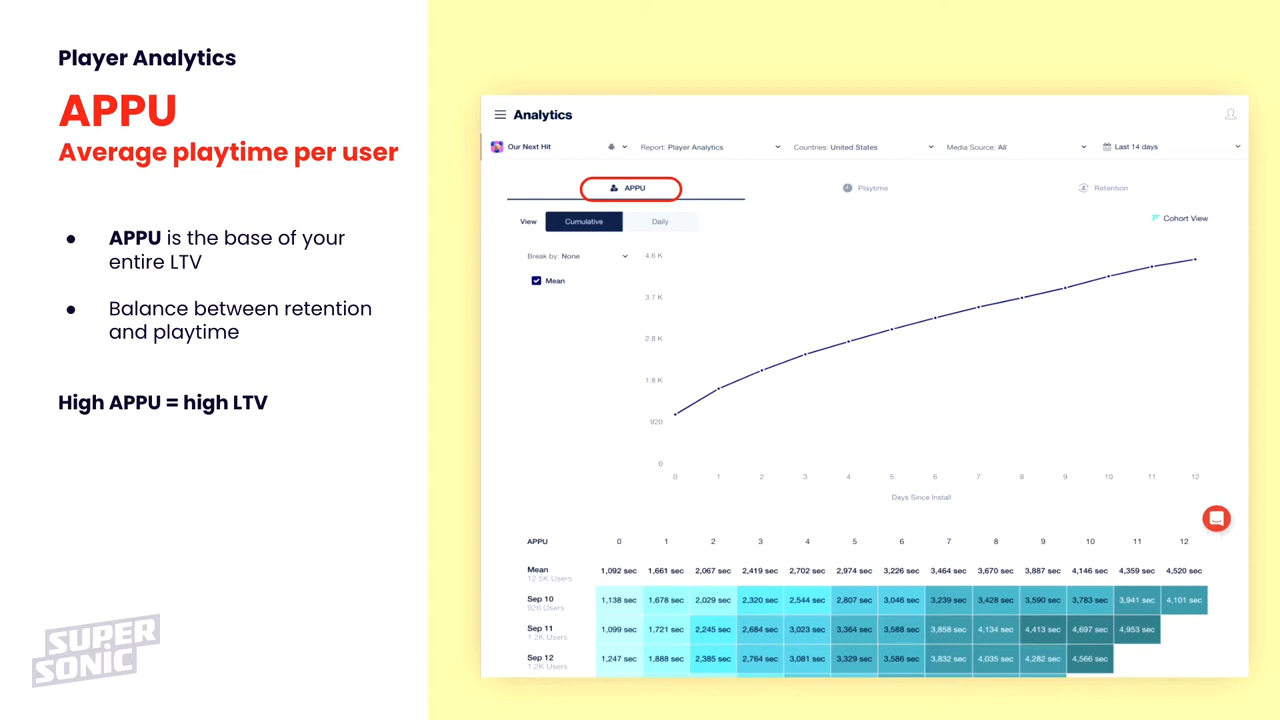 Player Analytics
APPU
Average playtime per user
● APPU is the base of your
entire LTV
● Balance between retention
and playtime
High APPU = high LTV
SUPER
SONIC
Analytics
Our Next Hit
Report: Player Analytics
Countries: United States
Media Source: All
Last 14 days
APPU
Playtime
Retention
View Cumulative Daily
Cohort View
Break by: None
Mean
4.6 K
3.7 K
2.8 K
1.8 K
920
0
0 1 2 3 4 5 6 7 8 9 10 11 12
Days Since Install
APPU 0 1 2 3 4 5 6 7 8 9 10 11 12
Mean 1,092 sec 1,661 sec 2,067 sec 2,419 sec 2,702 sec 2,974 sec 3,226 sec 3,464 sec 3,670 sec 3,887 sec 4,146 sec 4,359 sec 4,520 sec
12.5K Users
Sep 10 1,138 sec 1,678 sec 2,029 sec 2,320 sec 2,544 sec 2,807 sec 3,046 sec 3,239 sec 3,428 sec 3,590 sec 3,783 sec 3,941 sec 4,101 sec
926 Users
Sep 11 1,099 sec 1,721 sec 2,245 sec 2,684 sec 3,023 sec 3,364 sec 3,588 sec 3,858 sec 4,134 sec 4,413 sec 4,697 sec 4,953 sec
1.2K Users
Sep 12 1,247 sec 1,888 sec 2,385 sec 2,764 sec 3,081 sec 3,329 sec 3,586 sec 3,832 sec 4,035 sec 4,282 sec 4,566 sec
1.2K Users